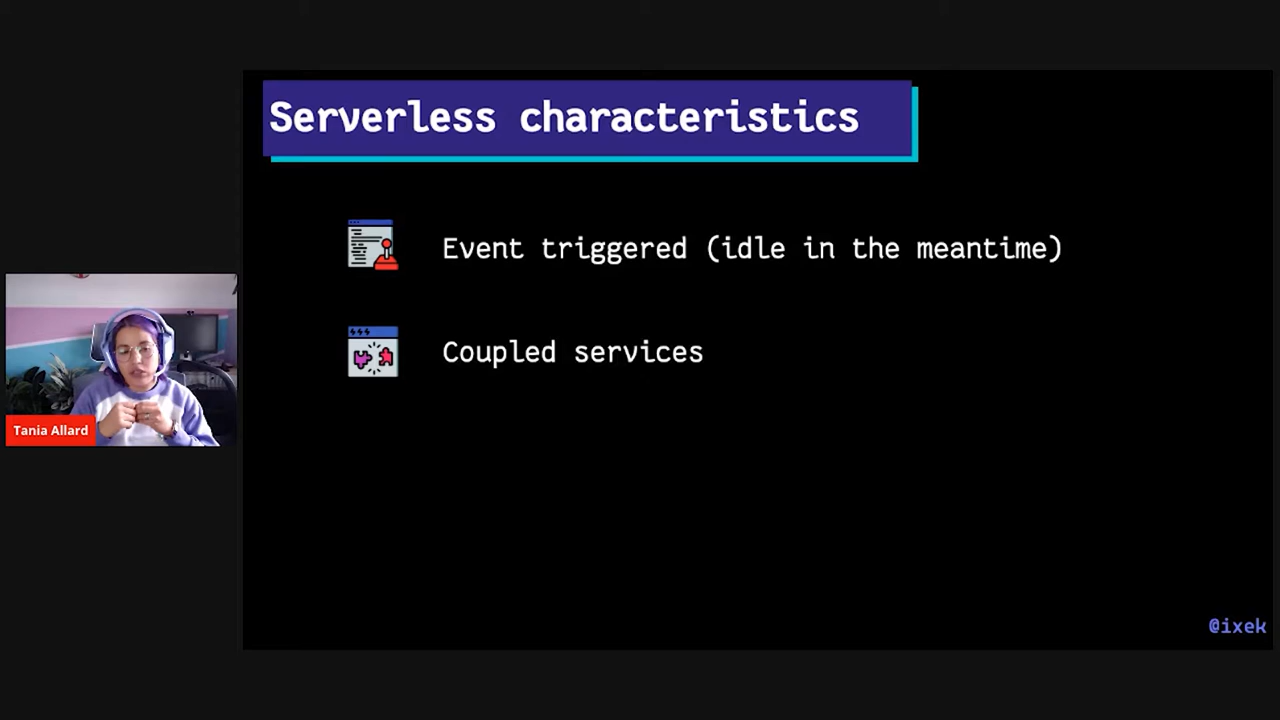 Serverless characteristics
Event triggered (idle in the meantime)
Coupled services
Tania Allard
@ixek